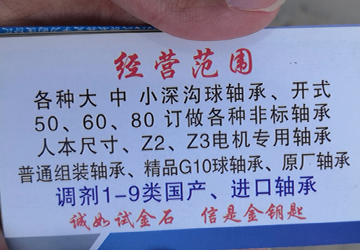 经营范围
各种大 中 小深沟球轴承、开式
50、60、80 订做各种非标轴承
人本尺寸、Z2、Z3电机专用轴承
普通组装轴承、精品G10球轴承、原厂轴承
调剂1-9类国产、进口轴承
诚如试金石 信是金钥匙